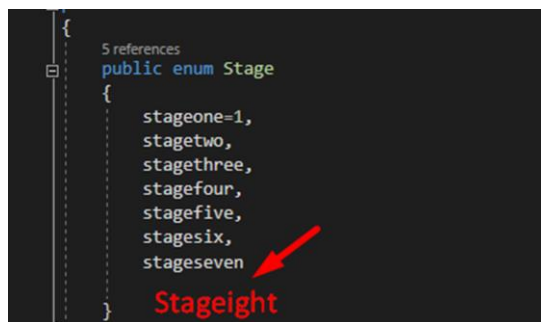 {
5 references
public enum Stage
{
stageone=1,
stagetwo,
stagethree,
stagefour,
stagefive,
stagesix,
stageseven
Stageight
}